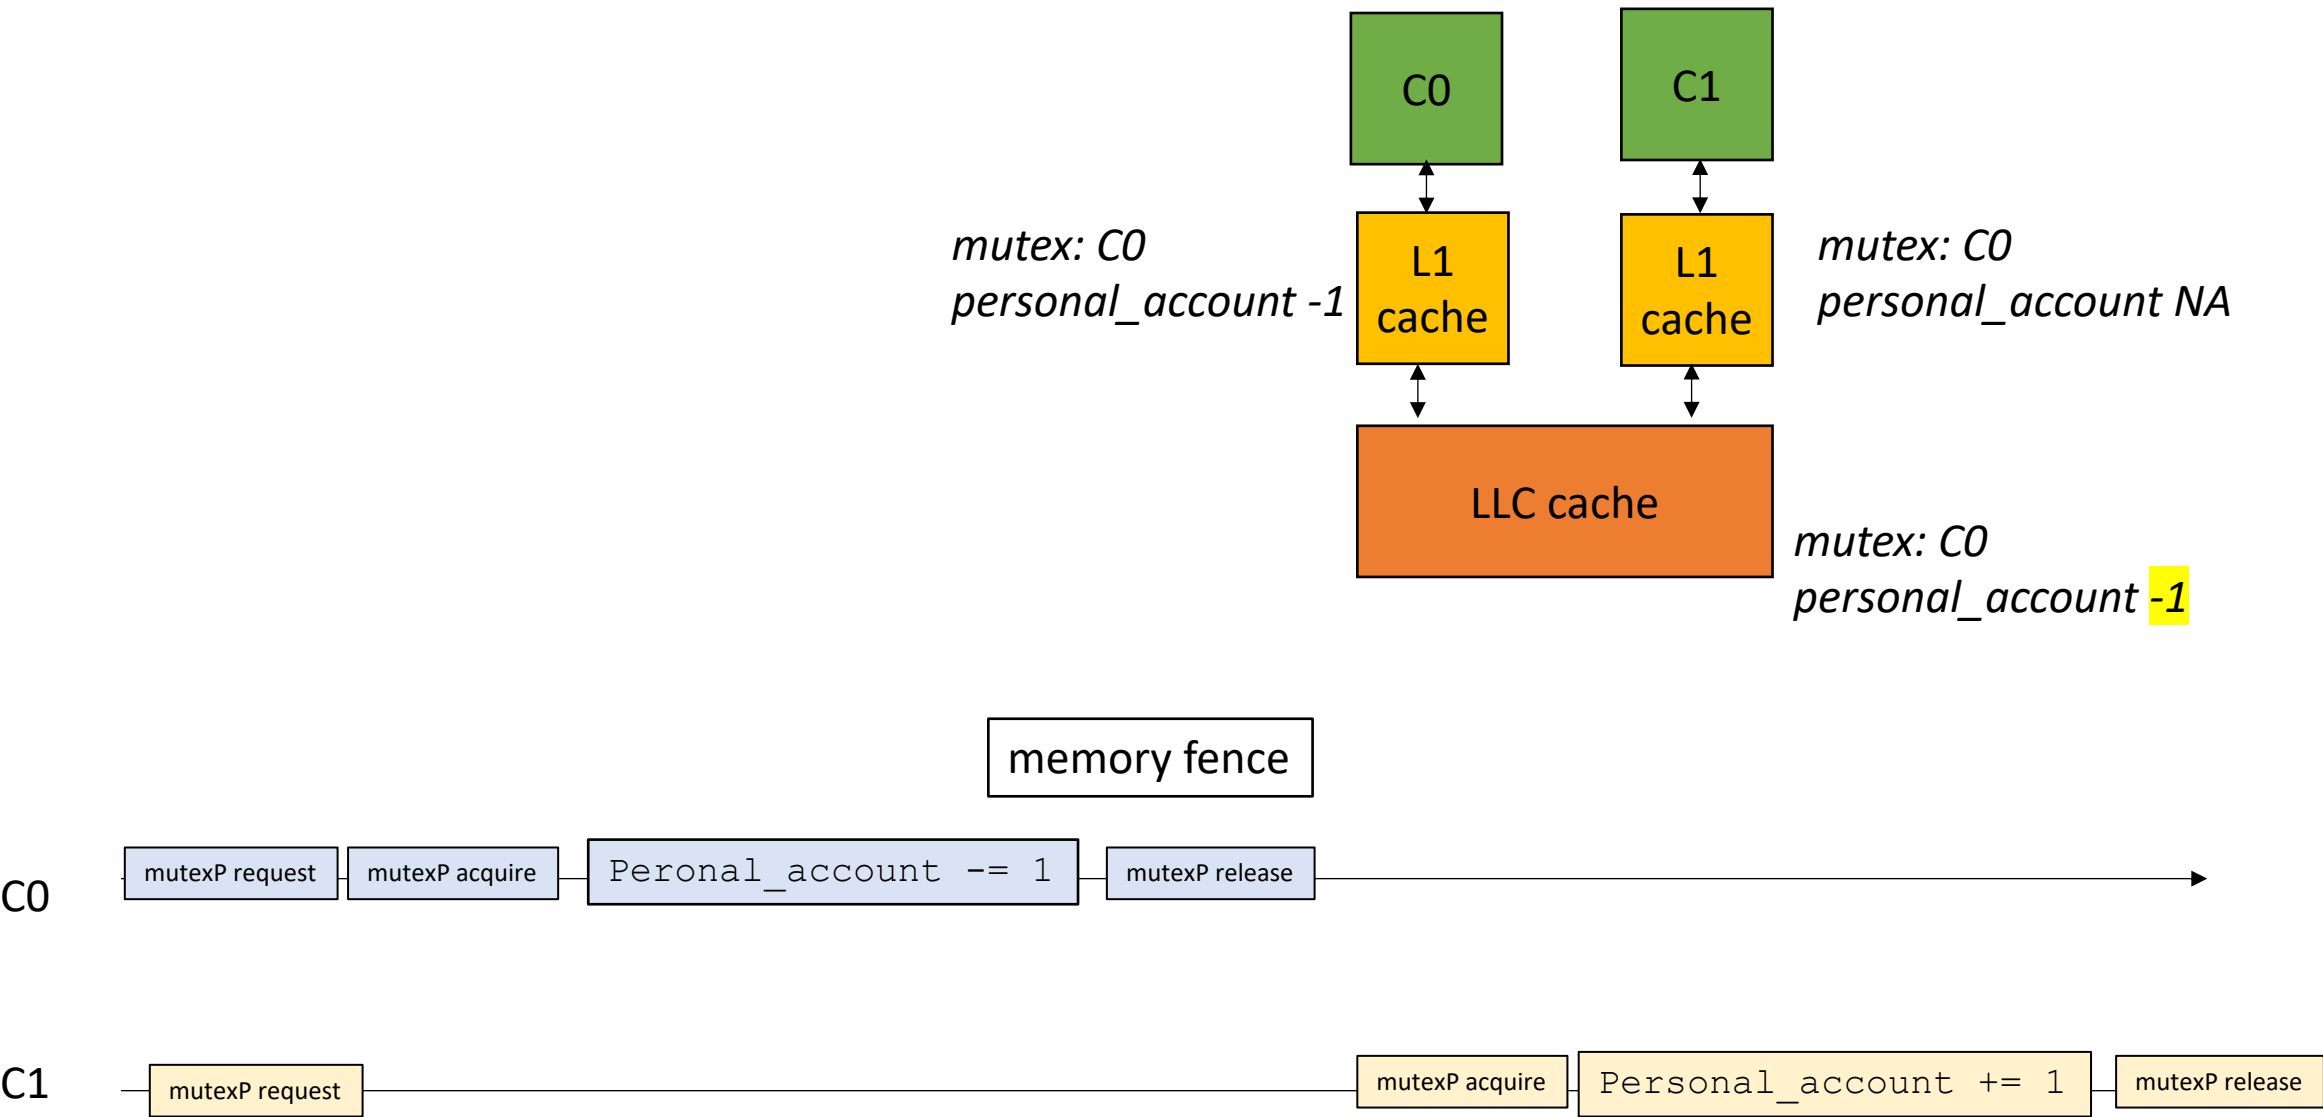 C0
C1
mutex: C0
personal_account -1
L1
cache
L1
cache
mutex: C0
personal_account NA
LLC cache
mutex: C0
personal_account -1
memory fence
C0
mutexP request
mutexP acquire
Peronal_account -= 1
mutexP release
C1
mutexP request
mutexP acquire
Personal_account += 1
mutexP release